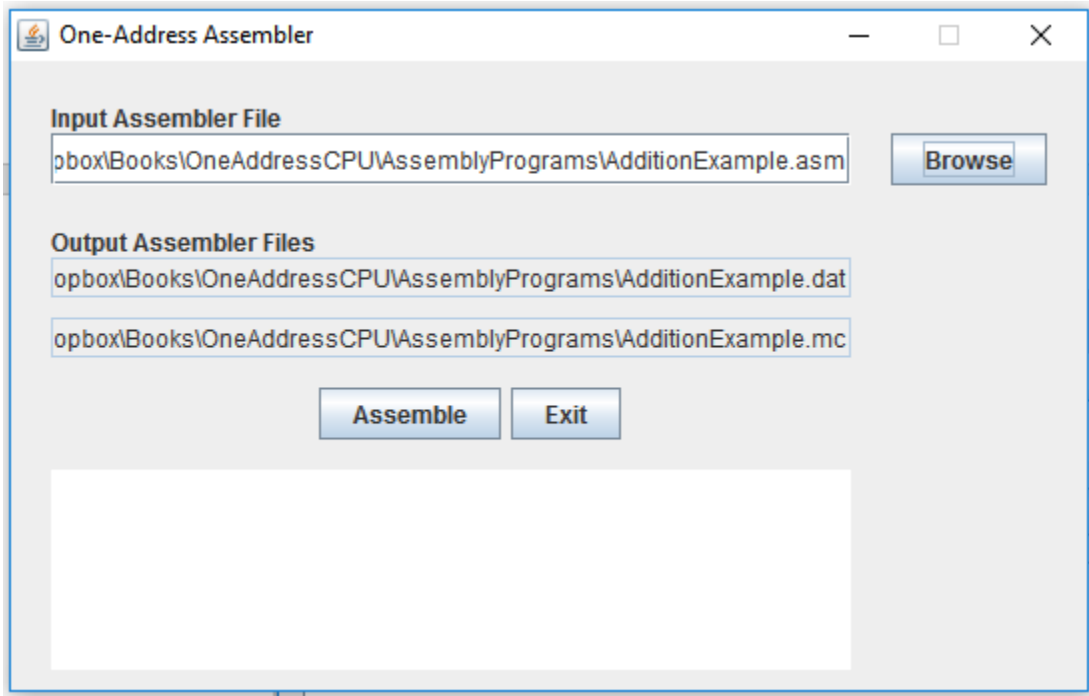 One-Address Assembler
Input Assembler File
pbox\Books\OneAddressCPU\AssemblyPrograms\AdditionExample.asm
Browse
Output Assembler Files
opbox\Books\OneAddressCPU\AssemblyPrograms\AdditionExample.dat
opbox\Books\OneAddressCPU\AssemblyPrograms\AdditionExample.mc
Assemble Exit